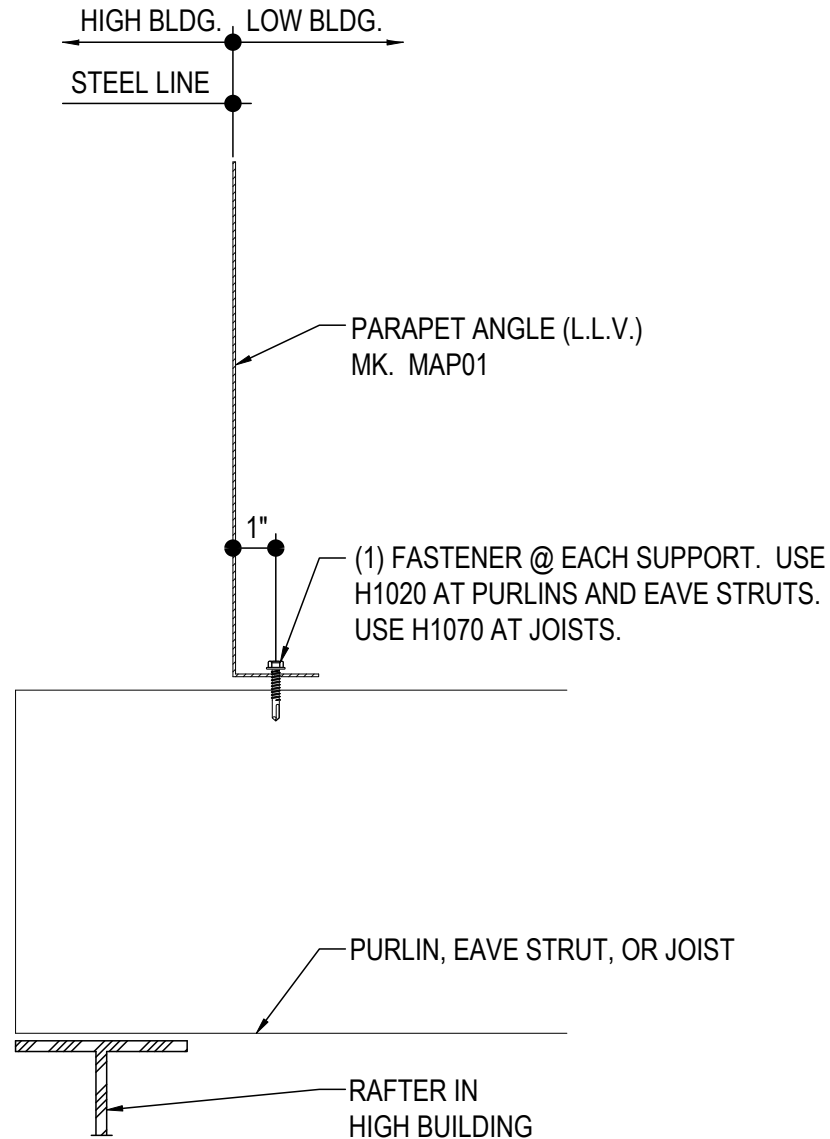 HIGH BLDG. LOW BLDG.
STEEL LINE
PARAPET ANGLE (L.L.V.)
MK. MAP01
1"
(1) FASTENER @ EACH SUPPORT. USE
H1020 AT PURLINS AND EAVE STRUTS.
USE H1070 AT JOISTS.
PURLIN, EAVE STRUT, OR JOIST
RAFTER IN
HIGH BUILDING